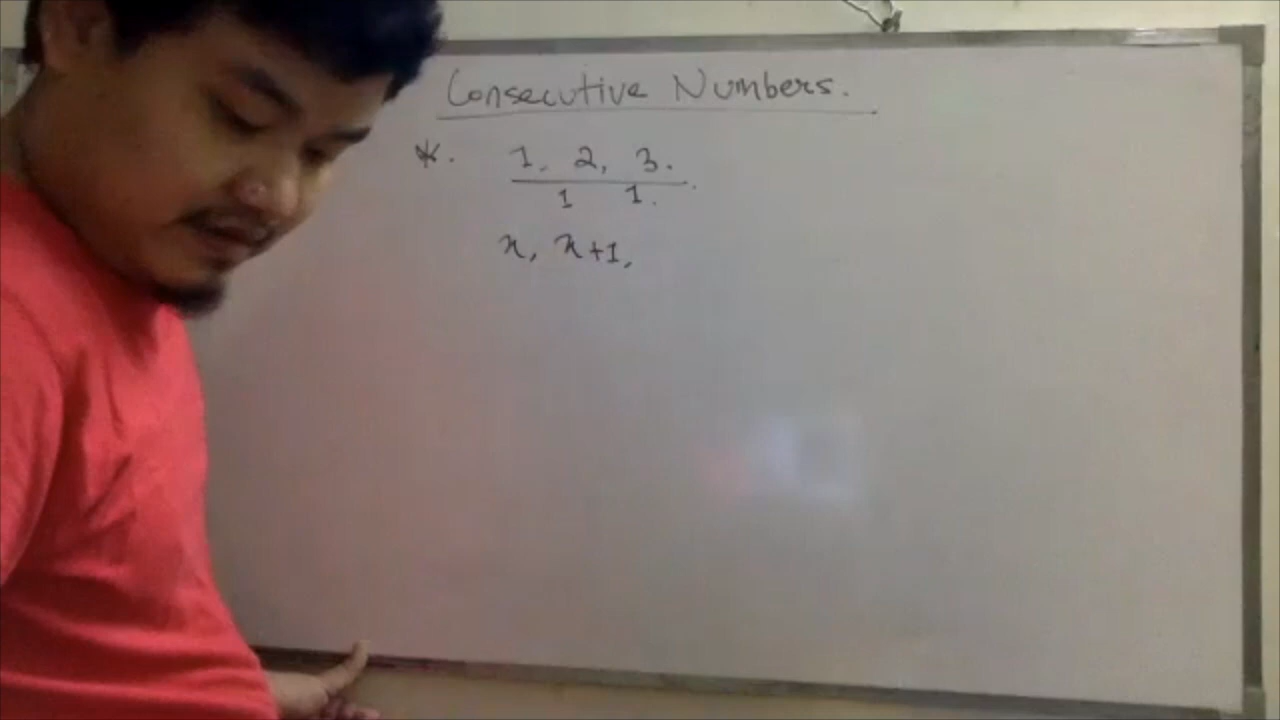 Consecutive Numbers.
*. 1, 2, 3.
1 1.
x, x+1,